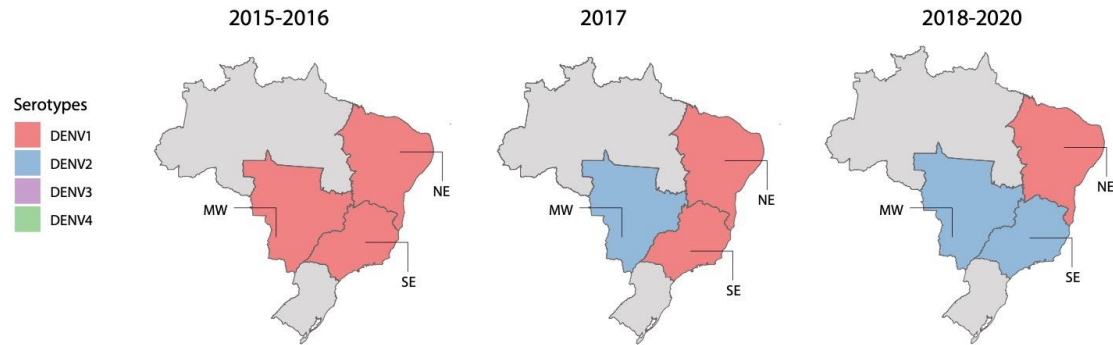 2015-2016
2017
2018-2020
Serotypes
DENV1
DENV2
DENV3
DENV4
NE
MW
SE
NE
MW
SE
NE
MW
SE